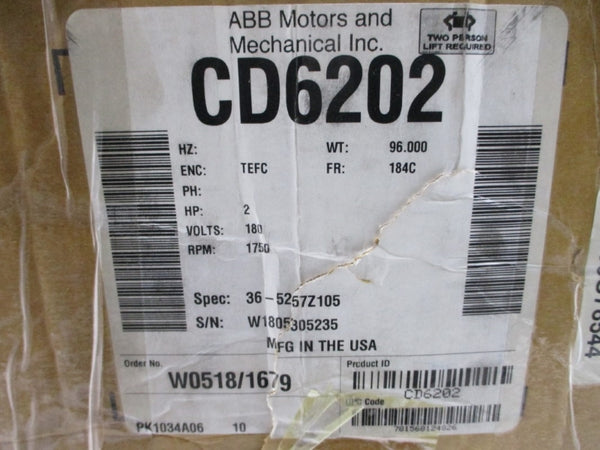 ABB Motors and
Mechanical Inc.
TWO PERSON
LIFT REQUIRED
CD6202
HZ: WT: 96.000
ENC: TEFC FR: 184C
PH:
HP: 2
VOLTS: 180
RPM: 1750
Spec: 36-5267Z105
S/N: W1805305235
MFG IN THE USA
Order No. Product ID
W0518/1679
CD6202
Code
781568124826
PK1034A06 10